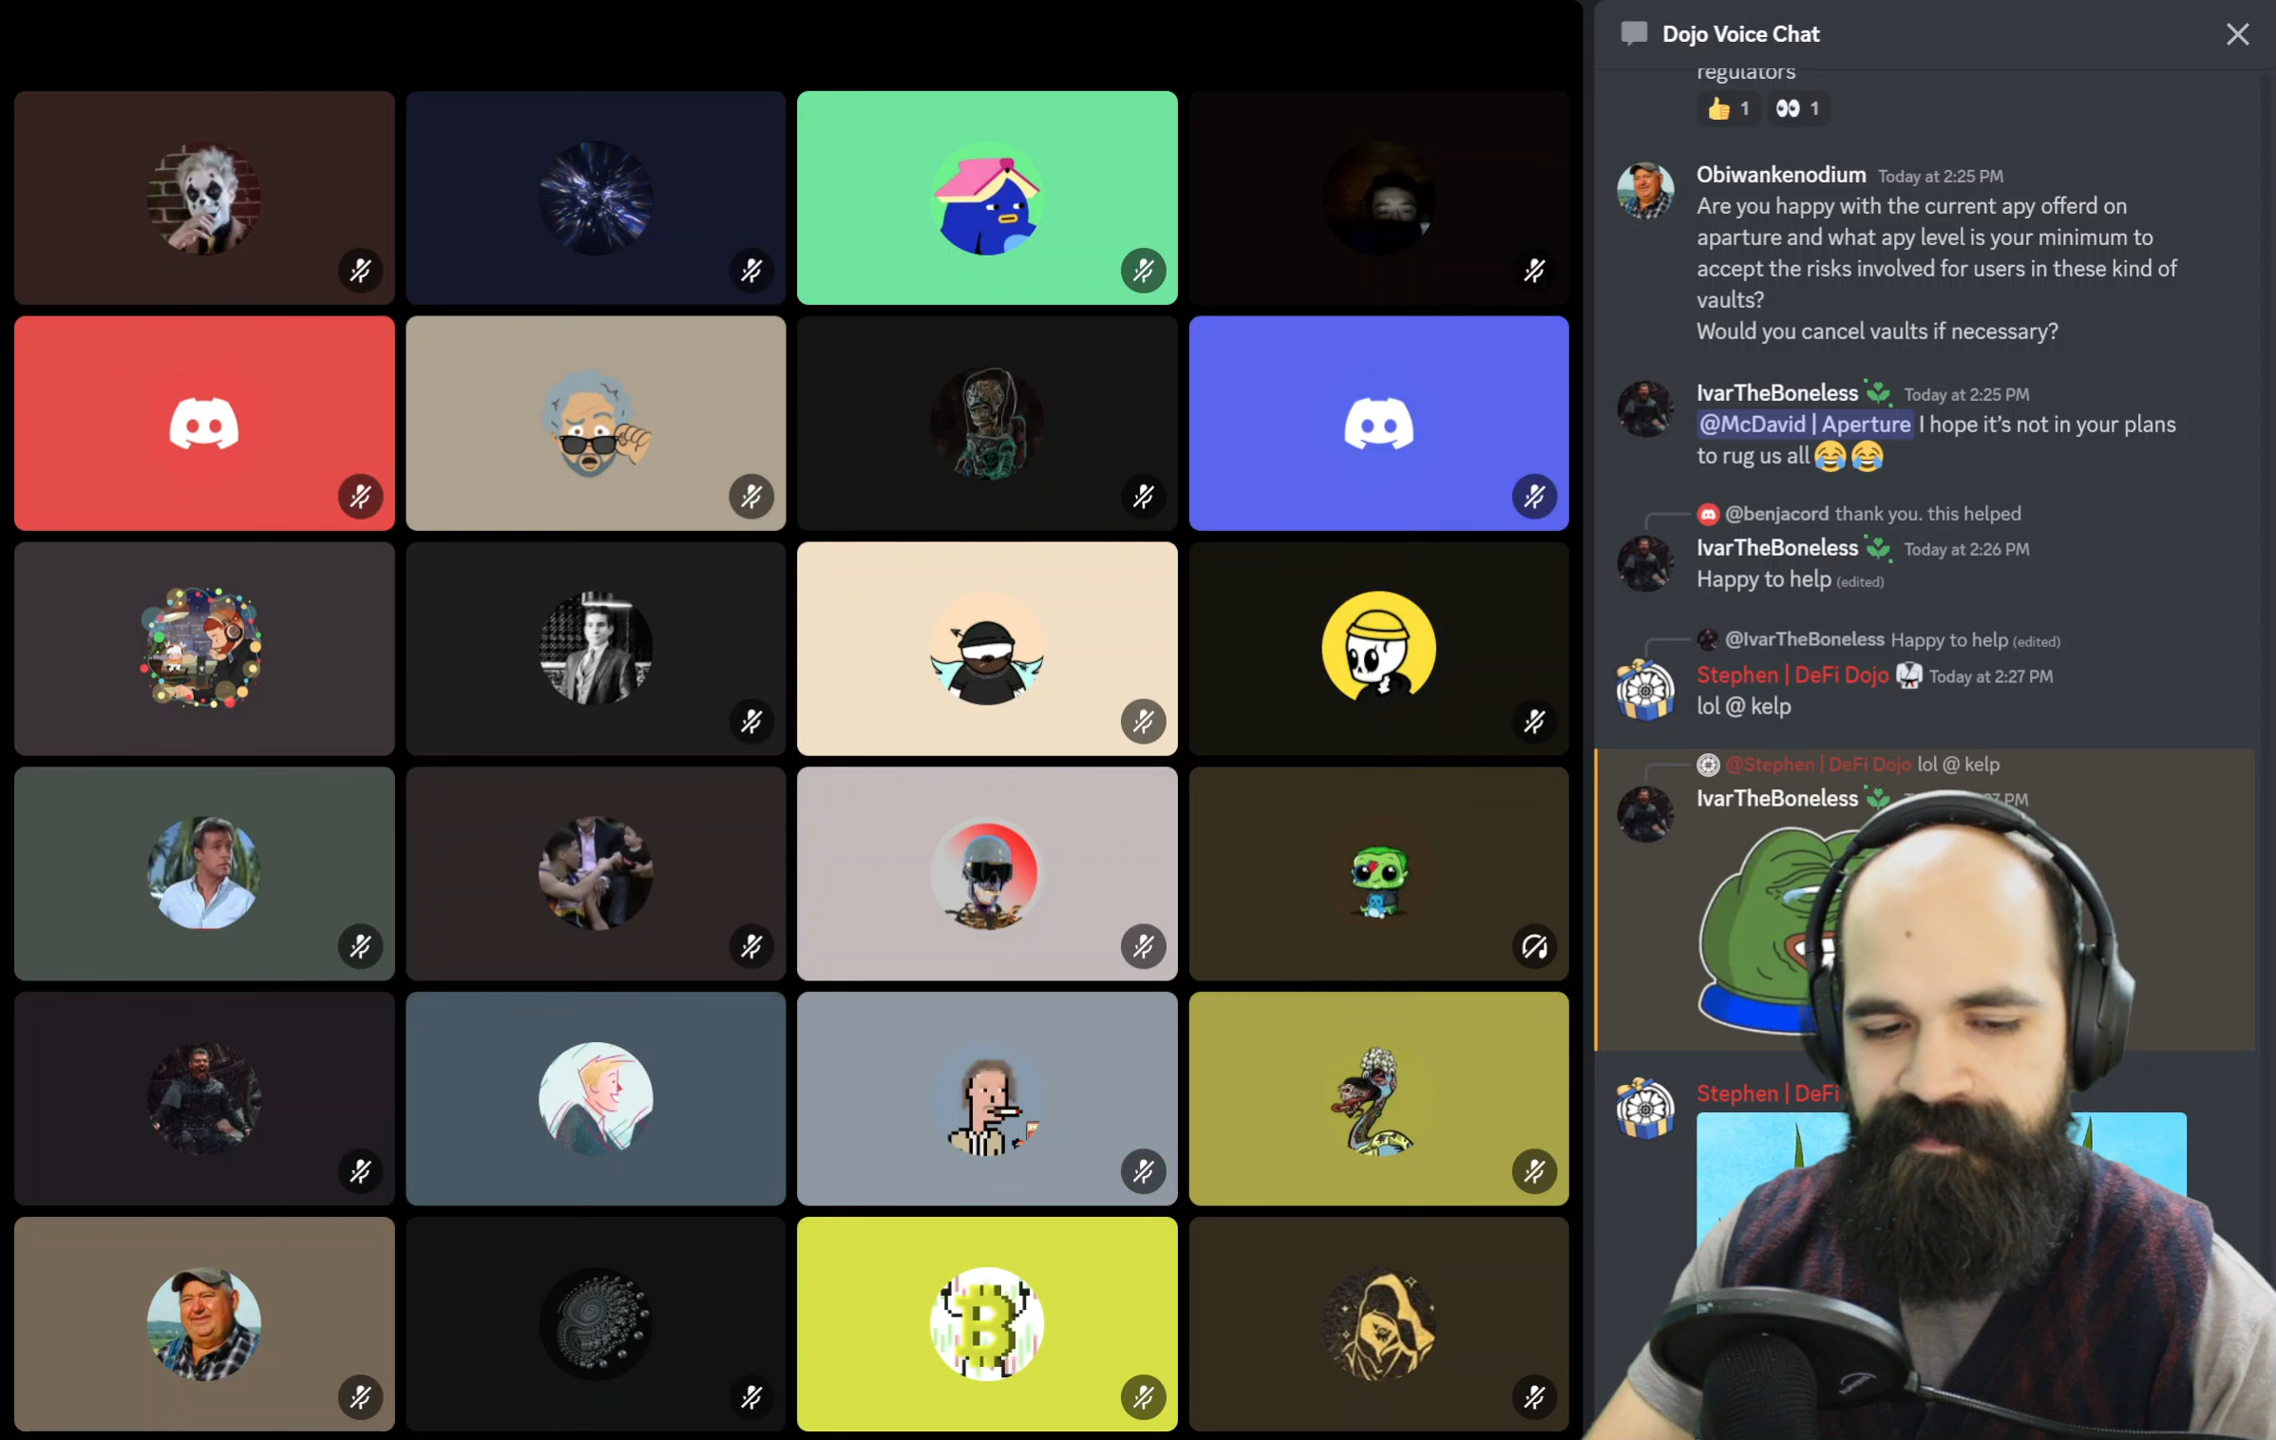 Dojo Voice Chat
regulators
1 1
Obiwankenodium Today at 2:25 PM
Are you happy with the current apy offerd on
aparture and what apy level is your minimum to
accept the risks involved for users in these kind of
vaults?
Would you cancel vaults if necessary?
IvarTheBoneless Today at 2:25 PM
@McDavid | Aperture I hope it's not in your plans
to rug us all
@benjacord thank you. this helped
IvarTheBoneless Today at 2:26 PM
Happy to help (edited)
@IvarTheBoneless Happy to help (edited)
Stephen | DeFi Dojo Today at 2:27 PM
lol @ kelp
@Stephen | DeFi Dojo lol @ kelp
IvarTheBoneless PM
Stephen | DeFi